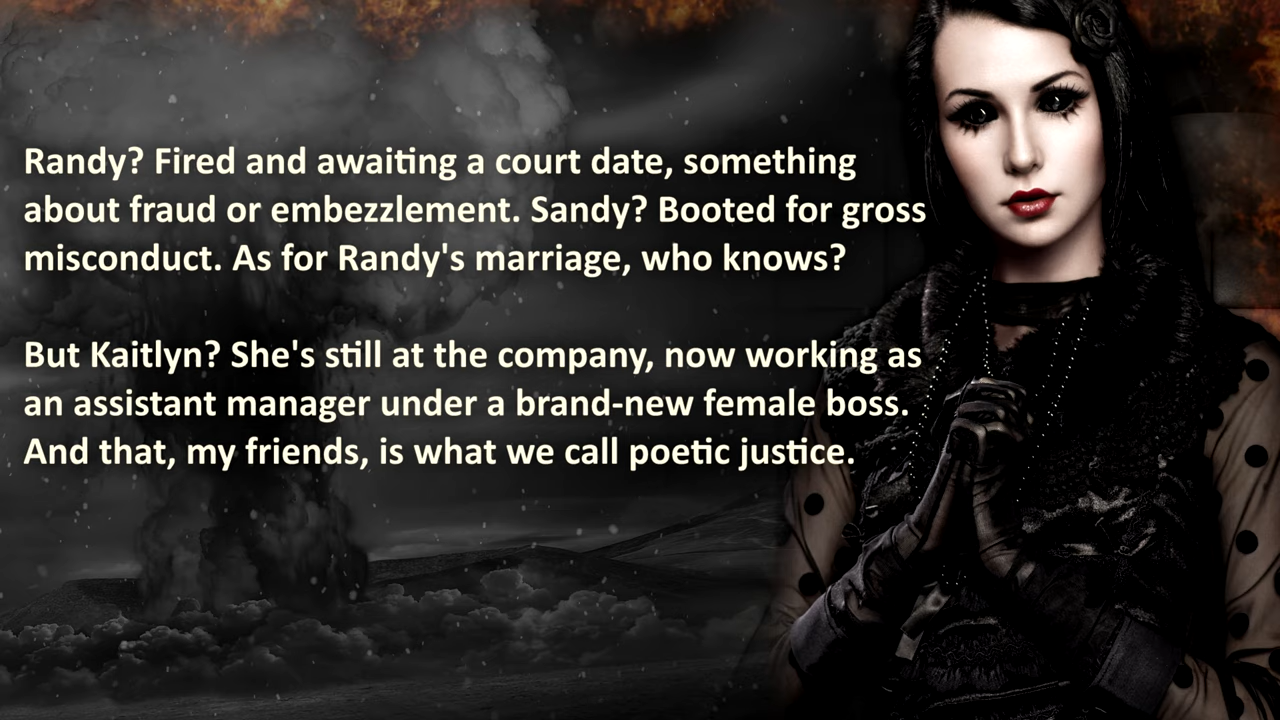 Randy? Fired and awaiting a court date, something
about fraud or embezzlement. Sandy? Booted for gross
misconduct. As for Randy's marriage, who knows?
But Kaitlyn? She's still at the company, now working as
an assistant manager under a brand-new female boss.
And that, my friends, is what we call poetic justice.